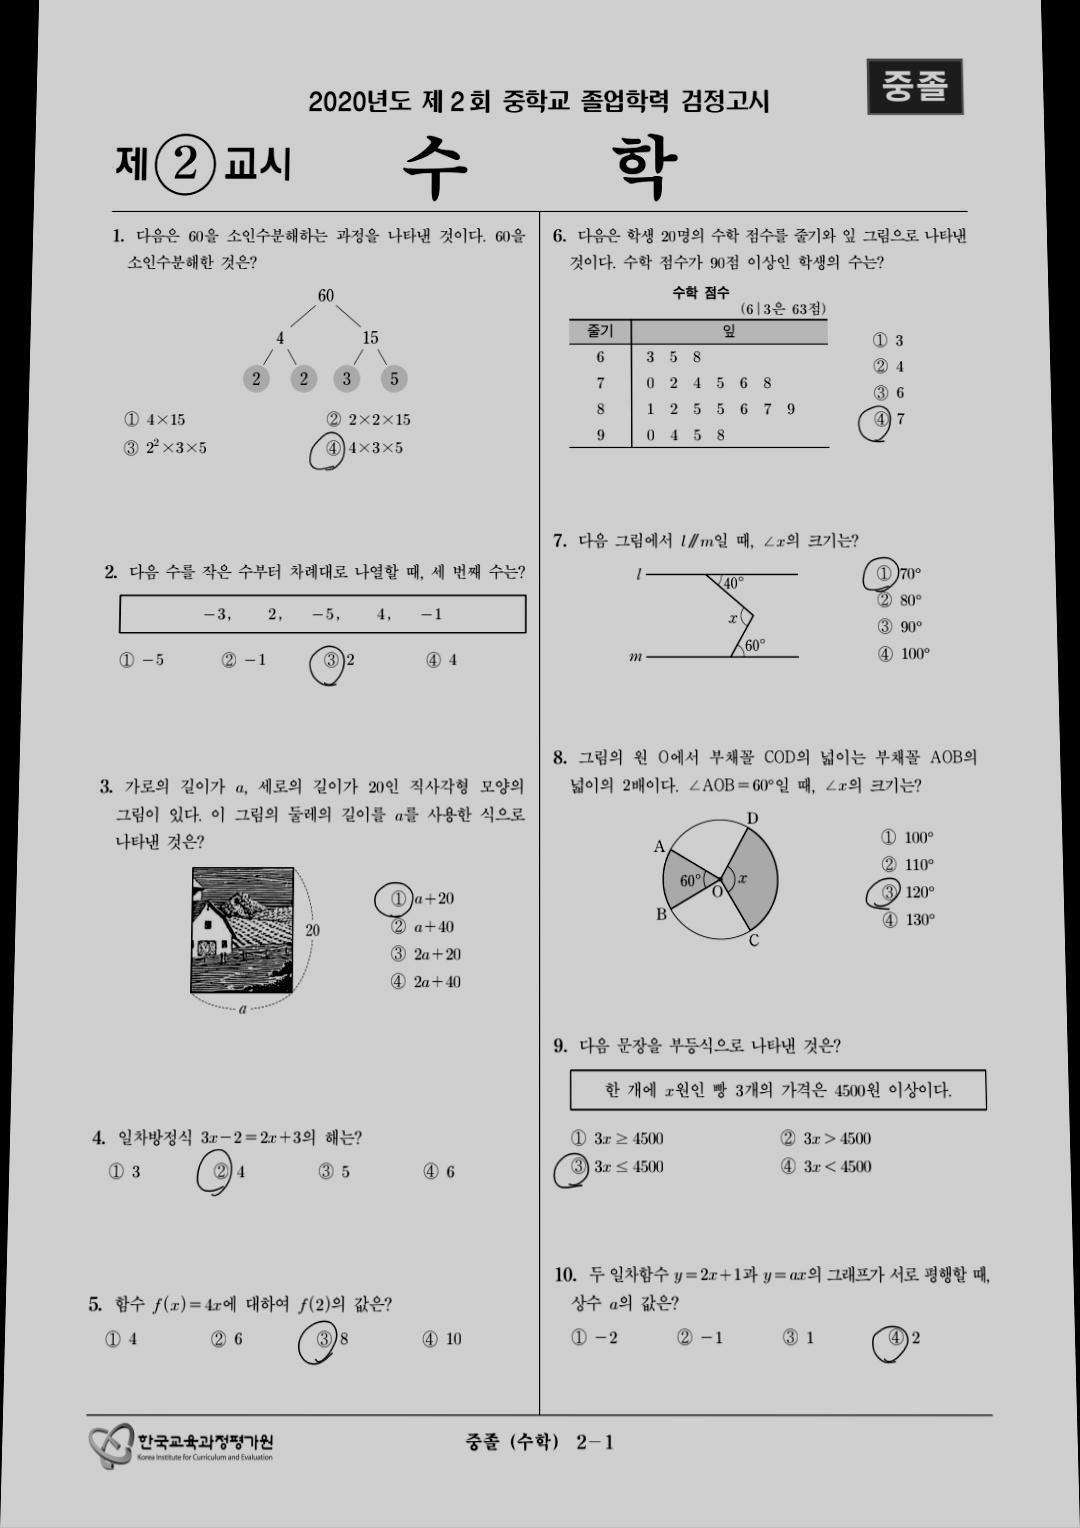 중졸
2020년도 제 2 회 중학교 졸업학력 검정고시
제 2 교시 수 학
1. 다음은 60을 소인수분해하는 과정을 나타낸 것이다. 60을
소인수분해한 것은?
60
4 15
2 2 3 5
① 4×15 ② 2×2×15
③ 2²×3×5 ④ 4×3×5
2. 다음 수를 작은 수부터 차례대로 나열할 때, 세 번째 수는?
−3, 2, −5, 4, −1
① −5 ② −1 ③ 2 ④ 4
3. 가로의 길이가 a, 세로의 길이가 20인 직사각형 모양의
그림이 있다. 이 그림의 둘레의 길이를 a를 사용한 식으로
나타낸 것은?
20
a
① a+20
② a+40
③ 2a+20
④ 2a+40
4. 일차방정식 3x−2=2x+3의 해는?
① 3 ② 4 ③ 5 ④ 6
5. 함수 f(x)=4x에 대하여 f(2)의 값은?
① 4 ② 6 ③ 8 ④ 10
6. 다음은 학생 20명의 수학 점수를 줄기와 잎 그림으로 나타낸
것이다. 수학 점수가 90점 이상인 학생의 수는?
수학 점수
(6|3은 63점)
줄기 잎
6 3 5 8
7 0 2 4 5 6 8
8 1 2 5 5 6 7 9
9 0 4 5 8
① 3
② 4
③ 6
④ 7
7. 다음 그림에서 l∥m일 때, ∠x의 크기는?
l
40°
x
60°
m
① 70°
② 80°
③ 90°
④ 100°
8. 그림의 원 O에서 부채꼴 COD의 넓이는 부채꼴 AOB의
넓이의 2배이다. ∠AOB=60°일 때, ∠x의 크기는?
D
A
60° x
O
B
C
① 100°
② 110°
③ 120°
④ 130°
9. 다음 문장을 부등식으로 나타낸 것은?
한 개에 x원인 빵 3개의 가격은 4500원 이상이다.
① 3x ≥ 4500 ② 3x > 4500
③ 3x ≤ 4500 ④ 3x < 4500
10. 두 일차함수 y=2x+1과 y=ax의 그래프가 서로 평행할 때,
상수 a의 값은?
① −2 ② −1 ③ 1 ④ 2
한국교육과정평가원
Korea Institute for Curriculum and Evaluation
중졸 (수학) 2−1